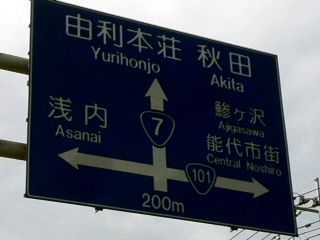 由利本荘 秋田
Yurihonjo Akita
浅内
Asanai
7
鰺ヶ沢
Ajigasawa
能代市街
Central Noshiro
101
200m